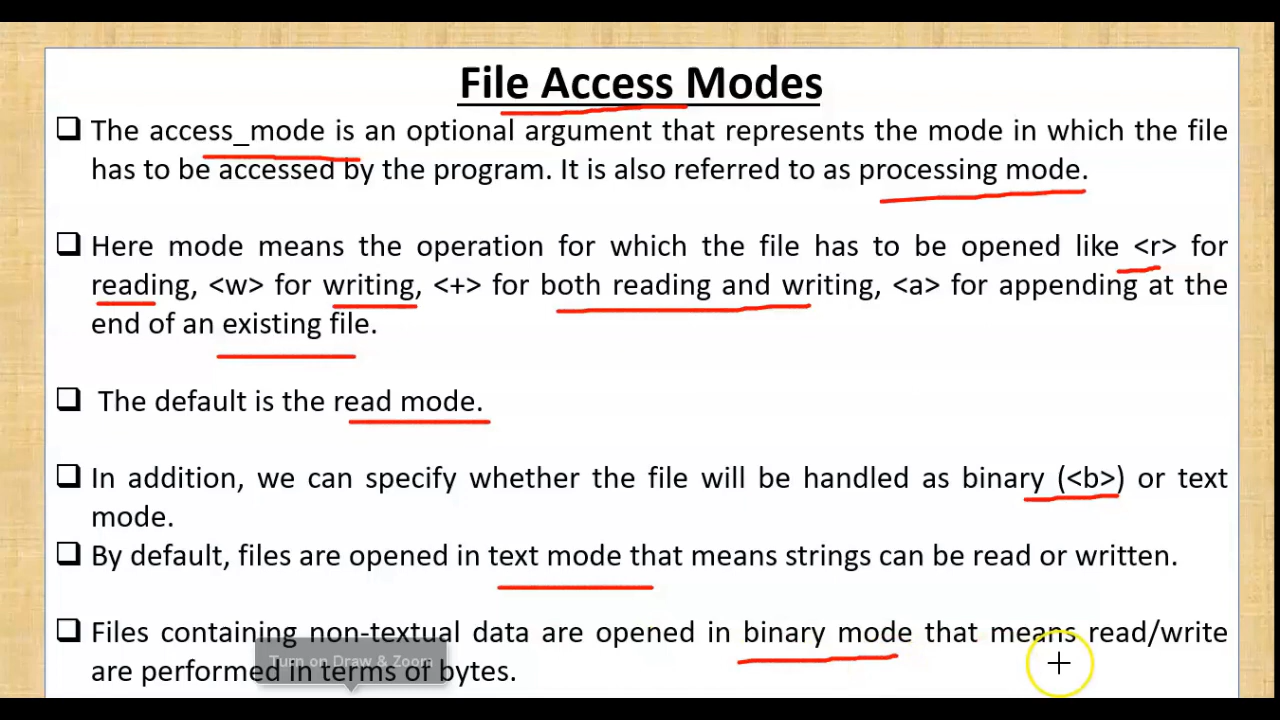 File Access Modes
❑ The access_mode is an optional argument that represents the mode in which the file
has to be accessed by the program. It is also referred to as processing mode.
❑ Here mode means the operation for which the file has to be opened like <r> for
reading, <w> for writing, <+> for both reading and writing, <a> for appending at the
end of an existing file.
❑ The default is the read mode.
❑ In addition, we can specify whether the file will be handled as binary (<b>) or text
mode.
❑ By default, files are opened in text mode that means strings can be read or written.
❑ Files containing non-textual data are opened in binary mode that means read/write
are performed in terms of bytes.
Turn on Draw & Zoom